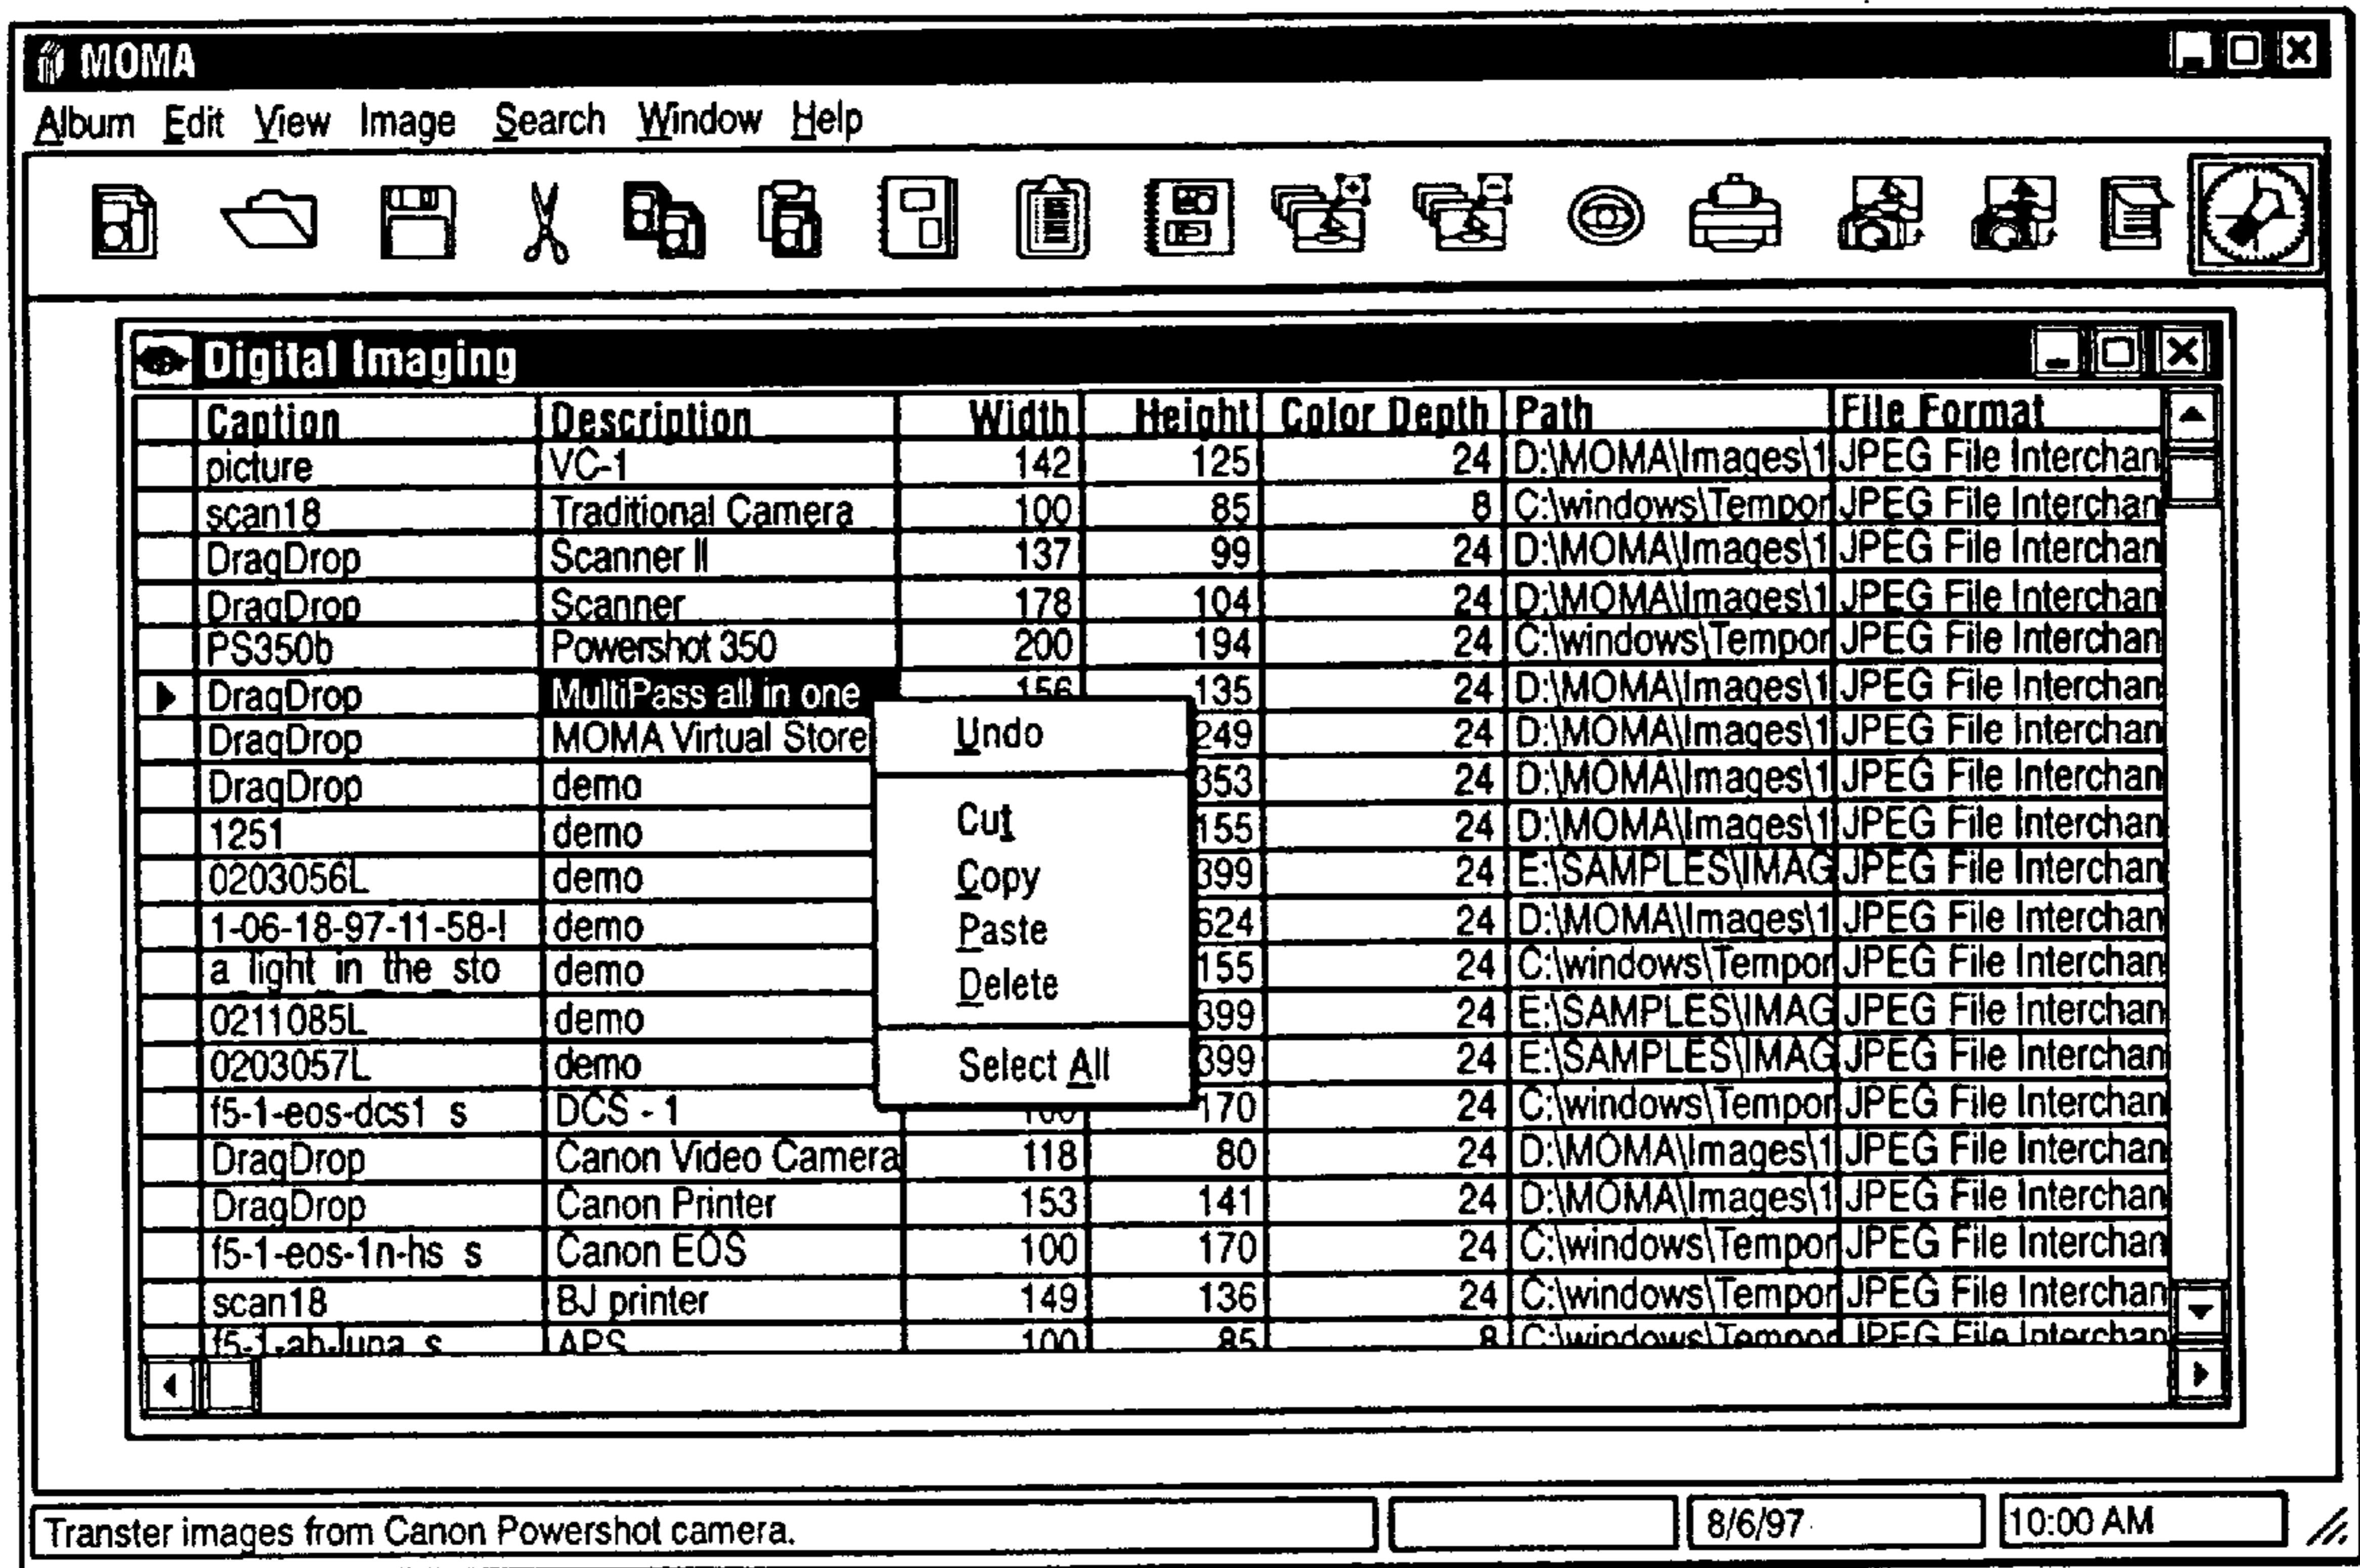 MOMA
Album Edit View Image Search Window Help
Digital Imaging
Caption Description Width Height Color Depth Path File Format
picture VC-1 142 125 24 D:\MOMA\Images\1 JPEG File Interchan
scan18 Traditional Camera 100 85 8 C:\windows\Tempor JPEG File Interchan
DragDrop Scanner II 137 99 24 D:\MOMA\Images\1 JPEG File Interchan
DragDrop Scanner 178 104 24 D:\MOMA\Images\1 JPEG File Interchan
PS350b Powershot 350 200 194 24 C:\windows\Tempor JPEG File Interchan
DragDrop MultiPass all in one 156 135 24 D:\MOMA\Images\1 JPEG File Interchan
DragDrop MOMA Virtual Store 249 24 D:\MOMA\Images\1 JPEG File Interchan
DragDrop demo 353 24 D:\MOMA\Images\1 JPEG File Interchan
1251 demo 155 24 D:\MOMA\Images\1 JPEG File Interchan
0203056L demo 399 24 E:\SAMPLES\IMAG JPEG File Interchan
1-06-18-97-11-58-! demo 624 24 D:\MOMA\Images\1 JPEG File Interchan
a light in the sto demo 155 24 C:\windows\Tempor JPEG File Interchan
0211085L demo 399 24 E:\SAMPLES\IMAG JPEG File Interchan
0203057L demo 399 24 E:\SAMPLES\IMAG JPEG File Interchan
f5-1-eos-dcs1 s DCS - 1 170 24 C:\windows\Tempor JPEG File Interchan
DragDrop Canon Video Camera 118 80 24 D:\MOMA\Images\1 JPEG File Interchan
DragDrop Canon Printer 153 141 24 D:\MOMA\Images\1 JPEG File Interchan
f5-1-eos-1n-hs s Canon EOS 100 170 24 C:\windows\Tempor JPEG File Interchan
scan18 BJ printer 149 136 24 C:\windows\Tempor JPEG File Interchan
APS 100 85 8 C:\windows\Tempor JPEG File Interchan
Undo
Cut
Copy
Paste
Delete
Select All
Transter images from Canon Powershot camera. 8/6/97 10:00 AM